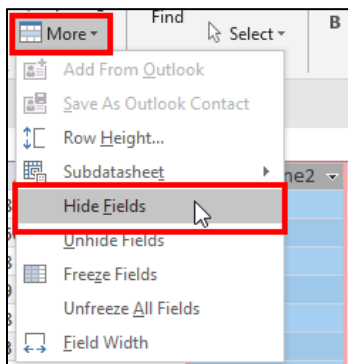 Find
More
Select
B
Add From Outlook
Save As Outlook Contact
Row Height...
Subdatasheet
ne2
Hide Fields
Unhide Fields
Freeze Fields
Unfreeze All Fields
Field Width